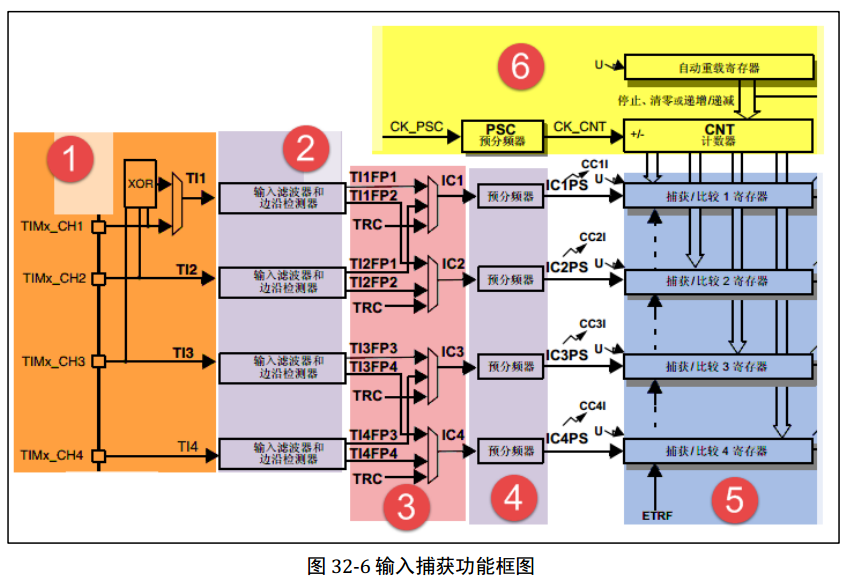 6
U
自动重载寄存器
停止、清零或递增/递减
CK_PSC
PSC
预分频器
CK_CNT
+/-
CNT
计数器
1
XOR
TI1
TIMx_CH1
TIMx_CH2
TI2
TIMx_CH3
TI3
TIMx_CH4
TI4
2
输入滤波器和
边沿检测器
输入滤波器和
边沿检测器
输入滤波器和
边沿检测器
输入滤波器和
边沿检测器
TI1FP1
TI1FP2
TRC
IC1
TI2FP1
TI2FP2
TRC
IC2
TI3FP3
TI3FP4
TRC
IC3
TI4FP3
TI4FP4
TRC
IC4
3
预分频器
预分频器
预分频器
预分频器
4
CC1I
U
IC1PS
捕获/比较 1 寄存器
CC2I
U
IC2PS
捕获/比较 2 寄存器
CC3I
U
IC3PS
捕获/比较 3 寄存器
CC4I
U
IC4PS
捕获/比较 4 寄存器
5
ETRF
图 32-6 输入捕获功能框图